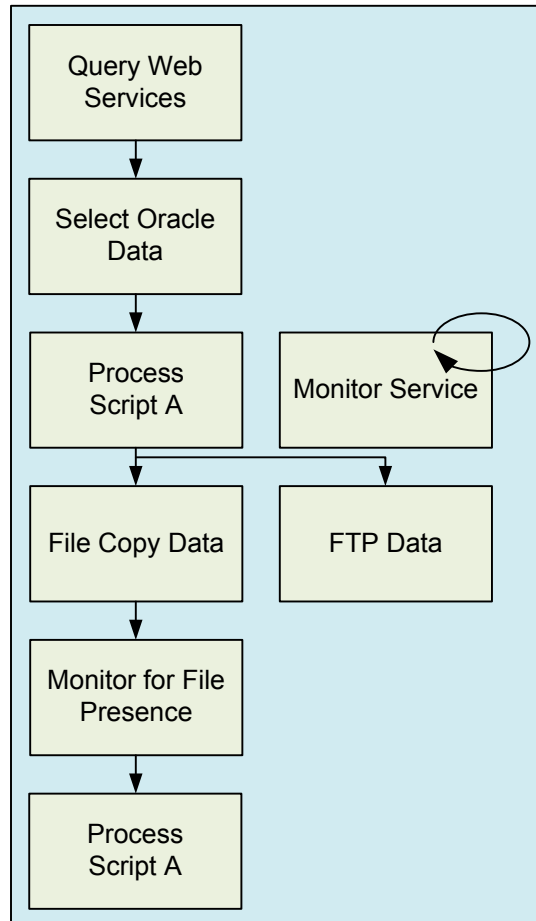 Query Web
Services
Select Oracle
Data
Process
Script A
Monitor Service
File Copy Data
FTP Data
Monitor for File
Presence
Process
Script A